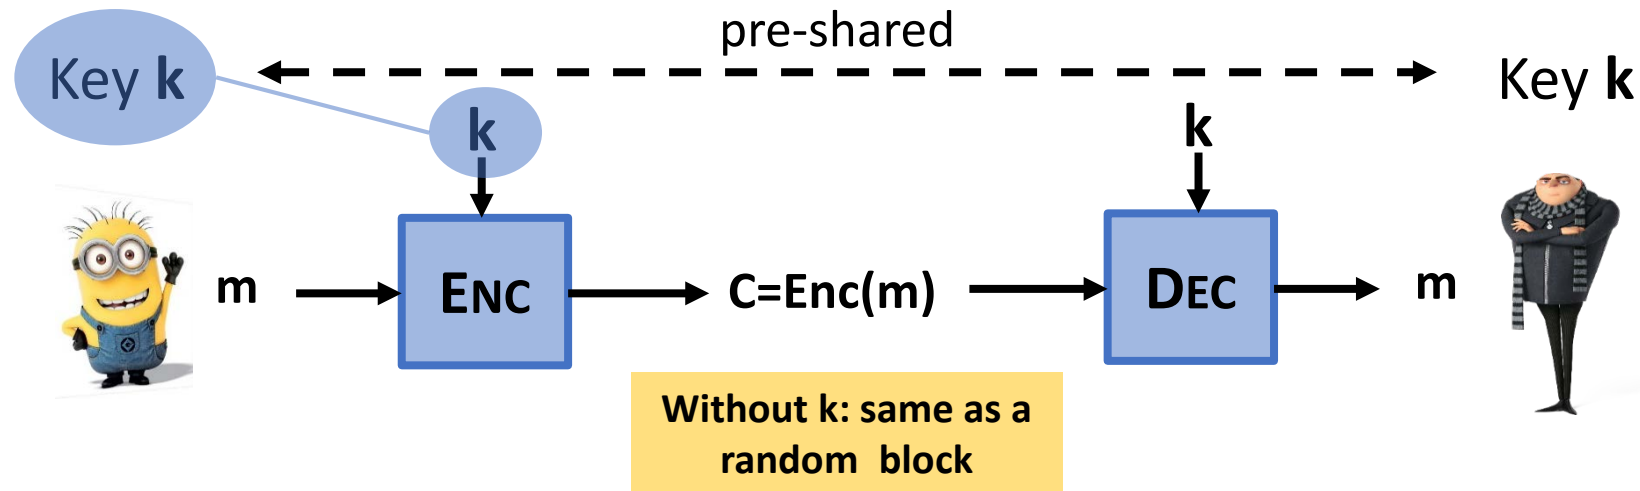 pre-shared
Key k
Key k
k
k
m
ENC
C=Enc(m)
DEC
m
Without k: same as a
random block